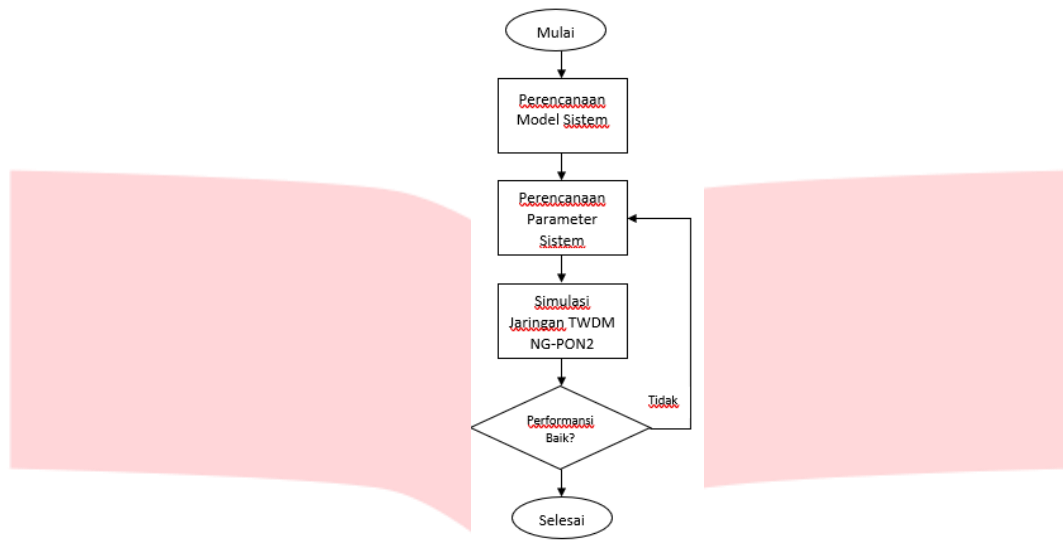 Mulai
Perencanaan
Model Sistem
Perencanaan
Parameter
Sistem
Simulasi
Jaringan TWDM
NG-PON2
Tidak
Performansi
Baik?
Selesai